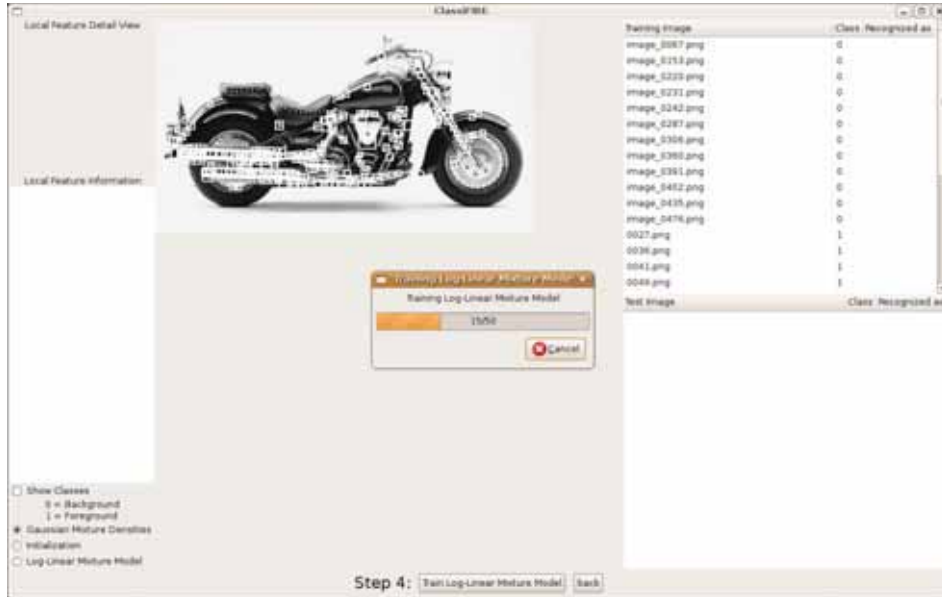 ClassiFIRE
Local Feature Detail View
Local Feature Information
Training Image Class Recognized as
image_0067.png 0
image_0153.png 0
image_0220.png 0
image_0231.png 0
image_0242.png 0
image_0287.png 0
image_0306.png 0
image_0360.png 0
image_0391.png 0
image_0402.png 0
image_0435.png 0
image_0476.png 0
0027.png 1
0036.png 1
0041.png 1
0049.png 1
Test Image Class Recognized as
Training Log-Linear Mixture Model
Training Log-Linear Mixture Model
15/50
Cancel
Show Classes
0 = Background
1 = Foreground
Gaussian Mixture Densities
Initialization
Log-Linear Mixture Model
Step 4: Train Log-Linear Mixture Model back